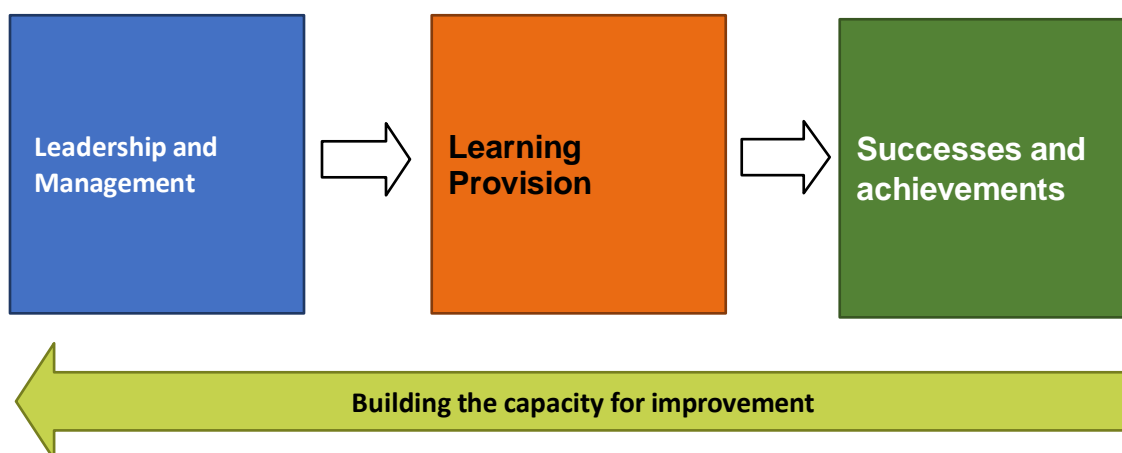 Leadership and
Management
Learning
Provision
Successes and
achievements
Building the capacity for improvement